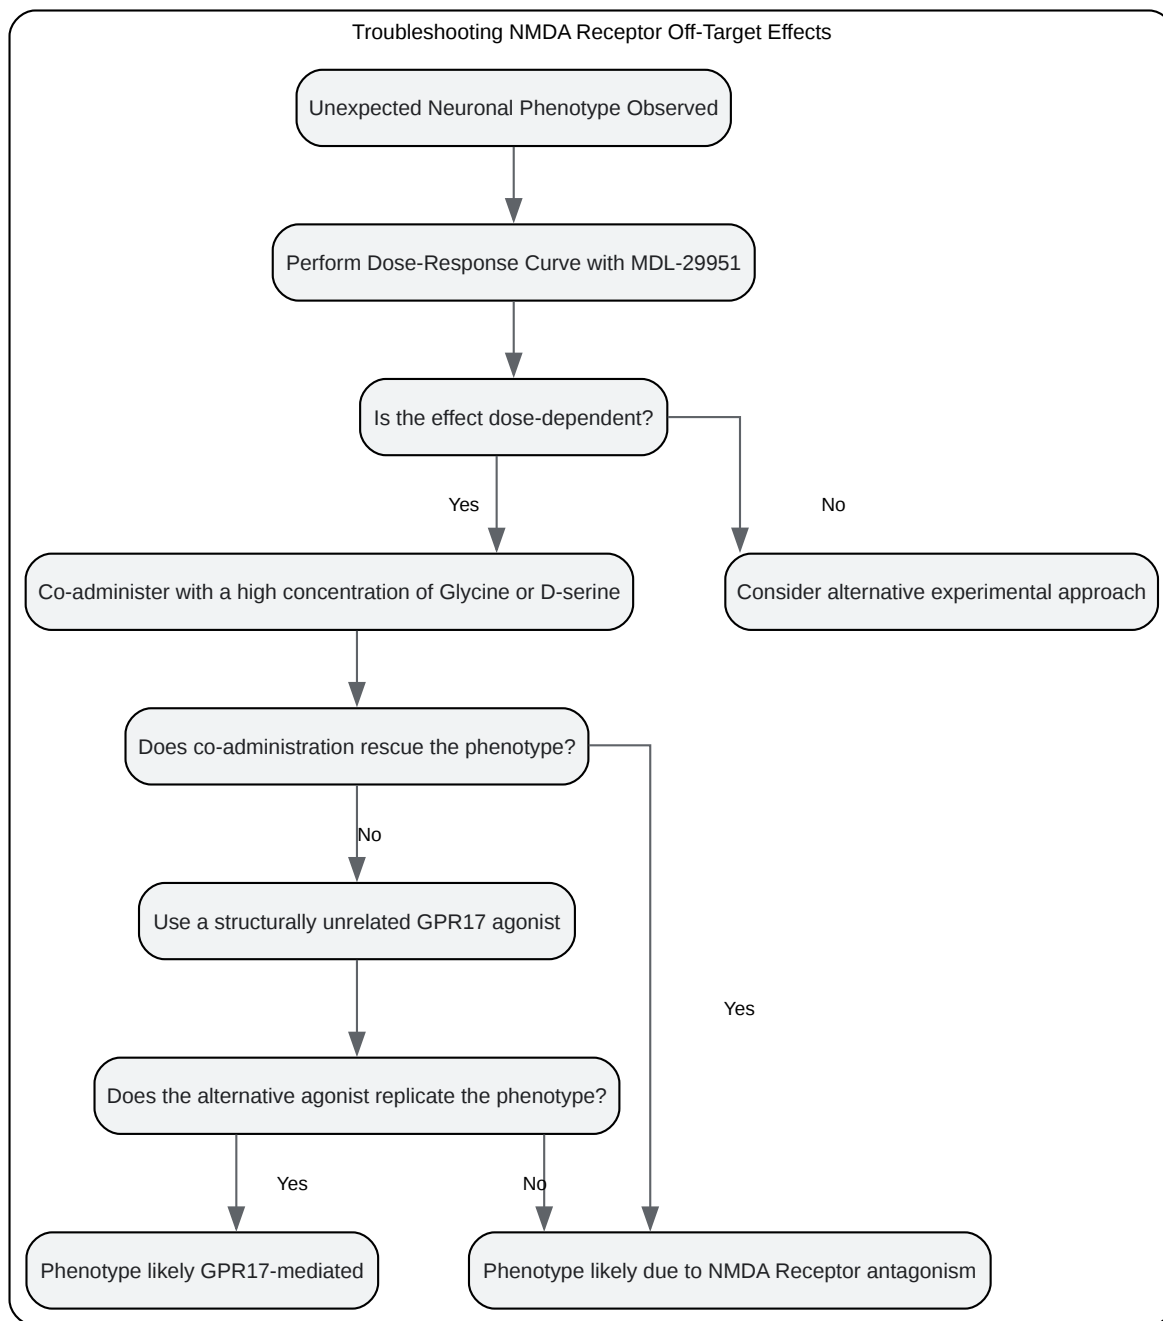 Troubleshooting NMDA Receptor Off-Target Effects
Unexpected Neuronal Phenotype Observed
Perform Dose-Response Curve with MDL-29951
Is the effect dose-dependent?
Yes
No
Co-administer with a high concentration of Glycine or D-serine
Consider alternative experimental approach
Does co-administration rescue the phenotype?
No
Use a structurally unrelated GPR17 agonist
Yes
Does the alternative agonist replicate the phenotype?
Yes
No
Phenotype likely GPR17-mediated
Phenotype likely due to NMDA Receptor antagonism